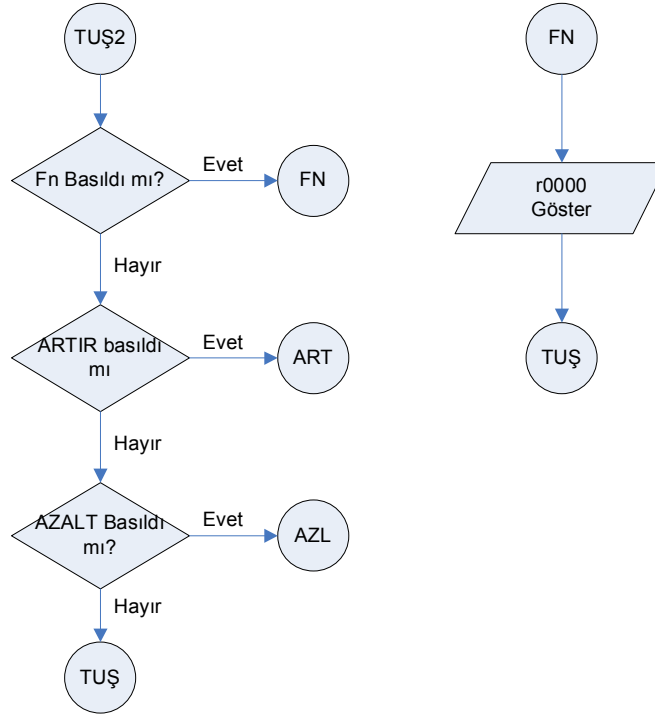 TUŞ2
Fn Basıldı mı?
Evet
FN
Hayır
ARTIR basıldı
mı
Evet
ART
Hayır
AZALT Basıldı
mı?
Evet
AZL
Hayır
TUŞ
FN
r0000
Göster
TUŞ